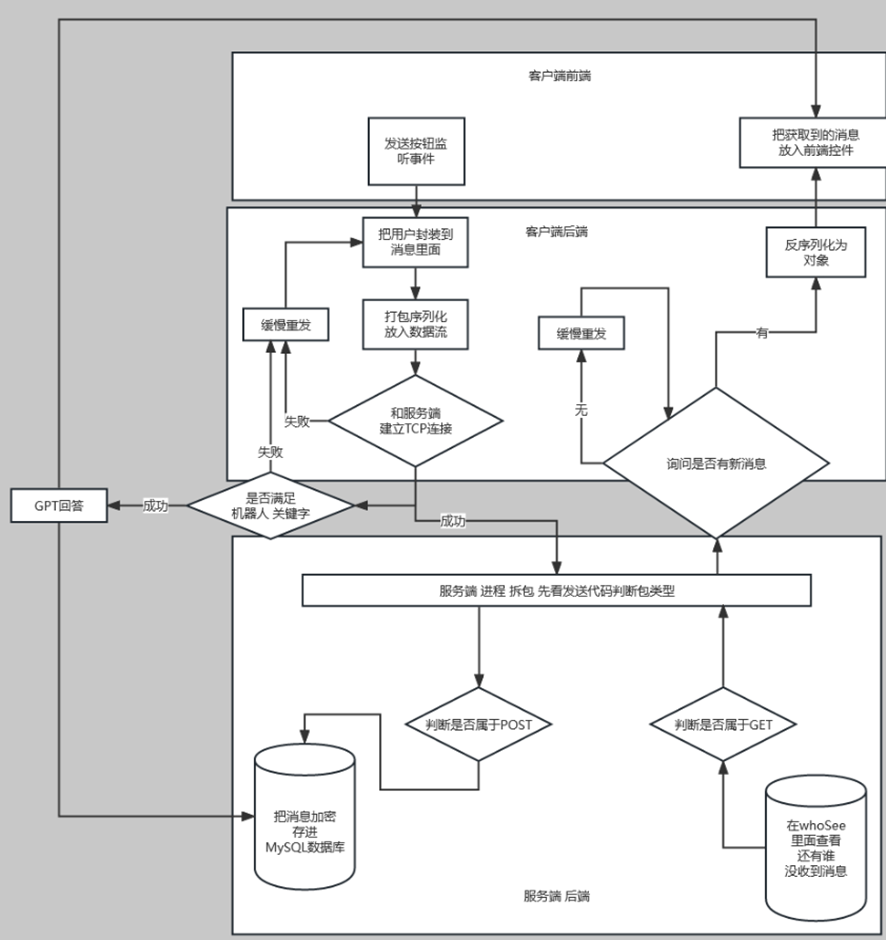 客户端前端
发送按钮监
听事件
把获取到的消息
放入前端控件
客户端后端
把用户封装到
消息里面
反序列化为
对象
缓慢重发
打包序列化
放入数据流
缓慢重发
有
失败
和服务端
建立TCP连接
无
失败
询问是否有新消息
GPT回答
成功
是否满足
机器人 关键字
成功
服务端 进程 拆包 先看发送代码判断包类型
判断是否属于POST
判断是否属于GET
把消息加密
存进
MySQL数据库
在whoSee
里面查看
还有谁
没收到消息
服务端 后端